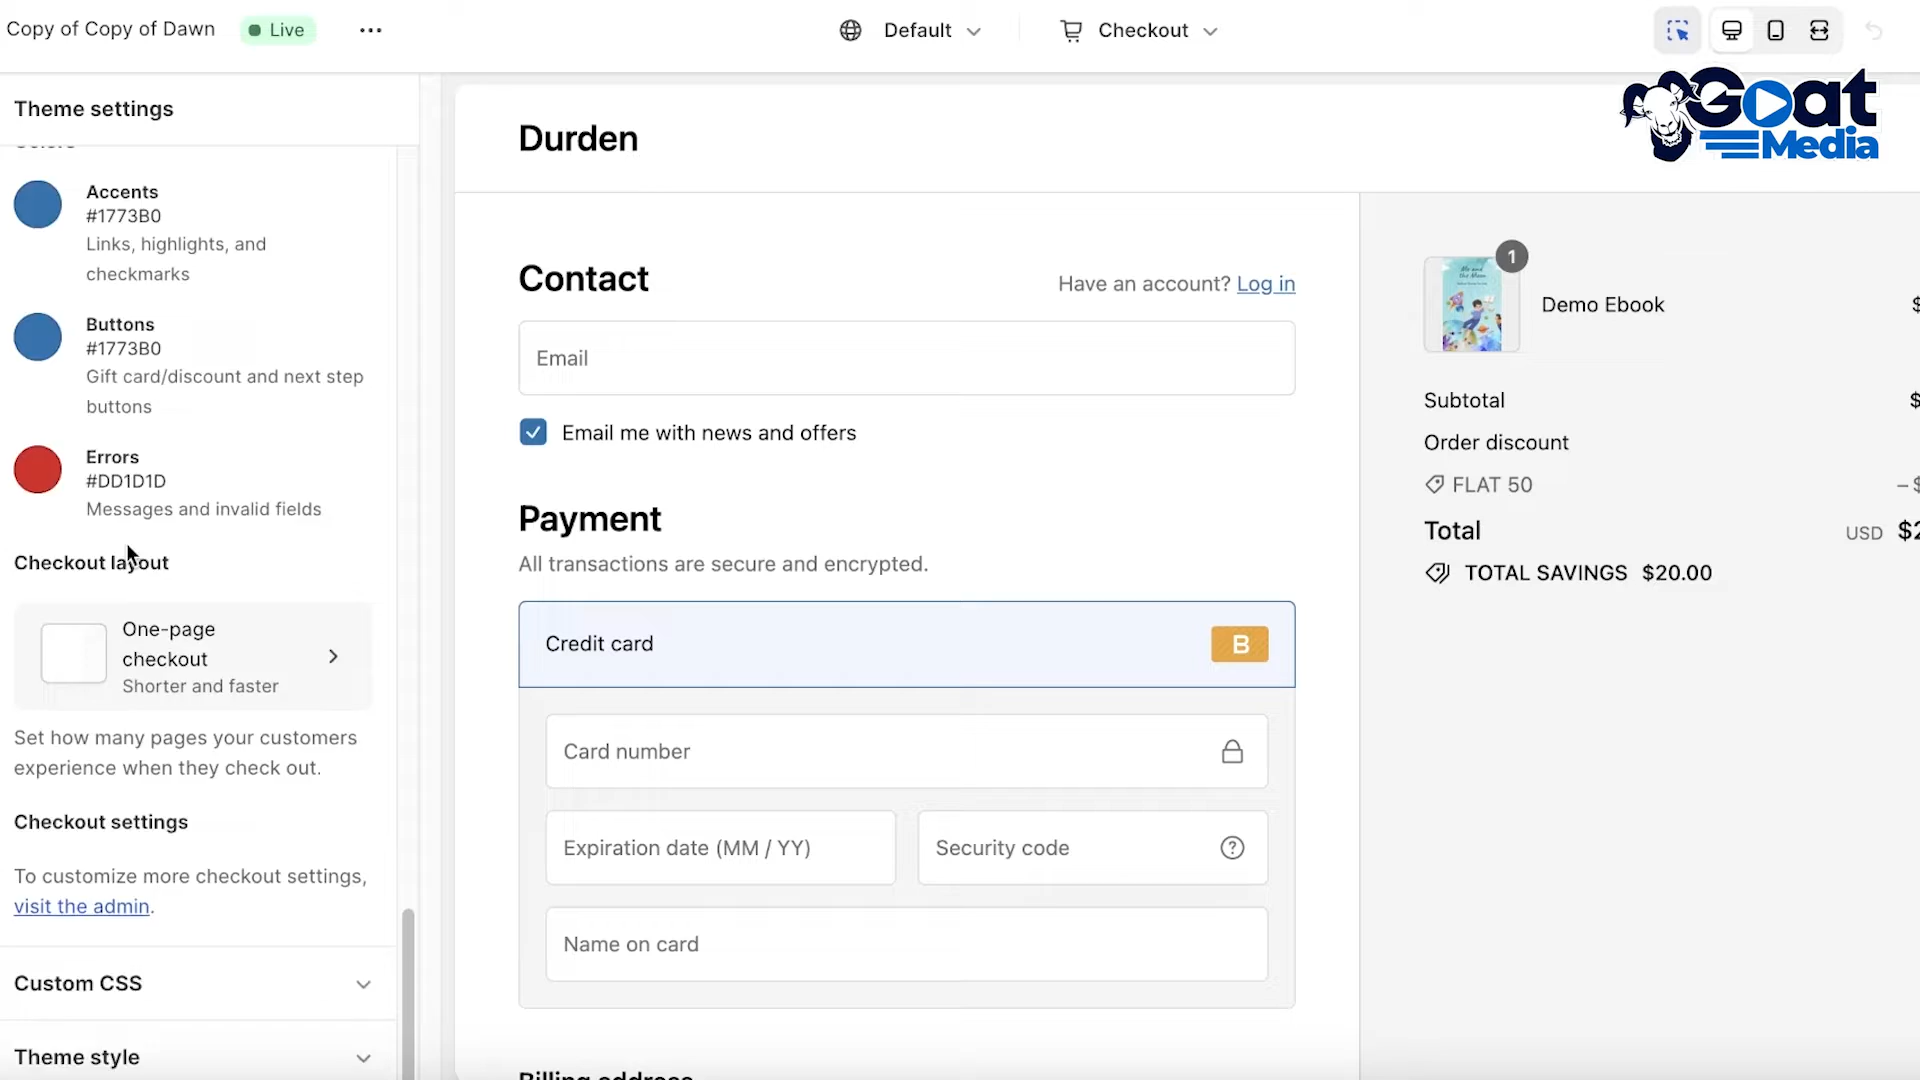 Copy of Copy of Dawn
Live
Default
Checkout
Goat
Media
Theme settings
Accents
#1773B0
Links, highlights, and
checkmarks
Buttons
#1773B0
Gift card/discount and next step
buttons
Errors
#DD1D1D
Messages and invalid fields
Checkout layout
One-page
checkout
Shorter and faster
Set how many pages your customers
experience when they check out.
Checkout settings
To customize more checkout settings,
visit the admin.
Custom CSS
Theme style
Durden
Contact
Have an account? Log in
Email
Email me with news and offers
Payment
All transactions are secure and encrypted.
Credit card
B
Card number
Expiration date (MM / YY)
Security code
Name on card
Billing address
1
Demo Ebook
$
Subtotal
$
Order discount
FLAT 50
–$
Total
USD $2
TOTAL SAVINGS $20.00